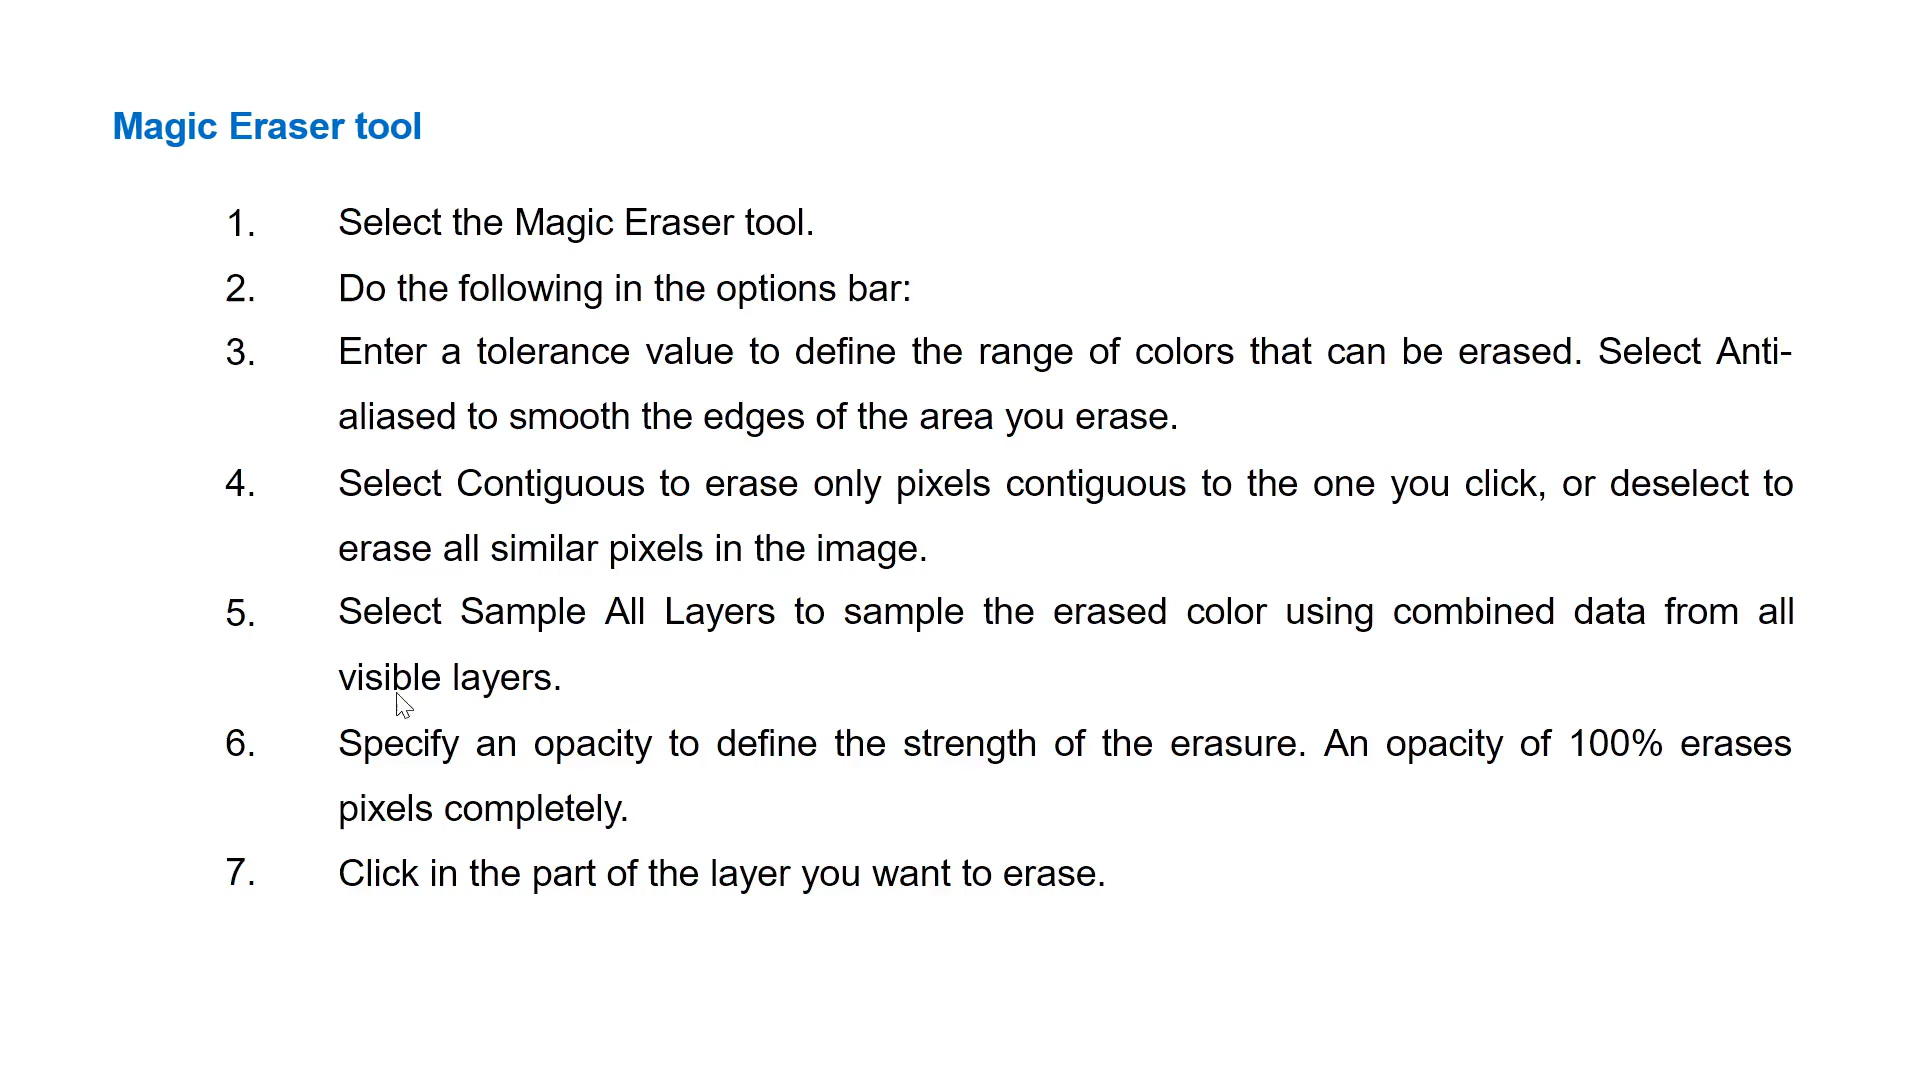 Magic Eraser tool
1. Select the Magic Eraser tool.
2. Do the following in the options bar:
3. Enter a tolerance value to define the range of colors that can be erased. Select Anti-
aliased to smooth the edges of the area you erase.
4. Select Contiguous to erase only pixels contiguous to the one you click, or deselect to
erase all similar pixels in the image.
5. Select Sample All Layers to sample the erased color using combined data from all
visible layers.
6. Specify an opacity to define the strength of the erasure. An opacity of 100% erases
pixels completely.
7. Click in the part of the layer you want to erase.